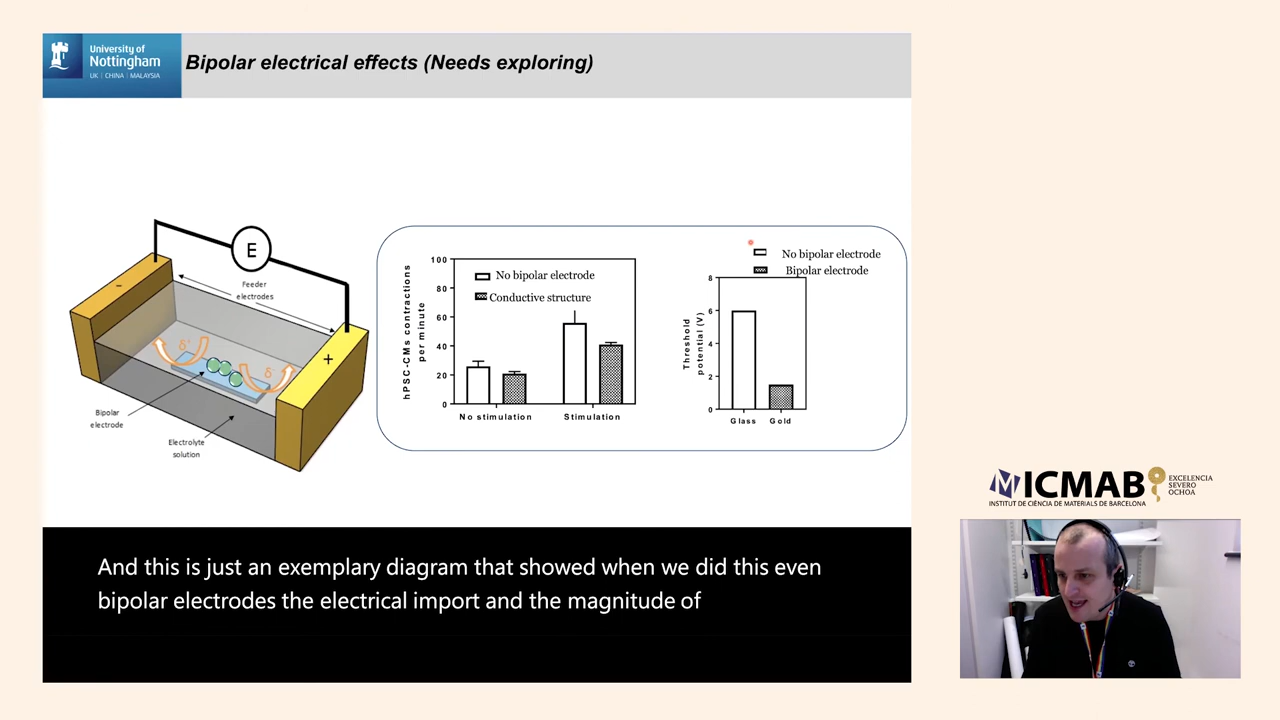 University of
Nottingham
UK | CHINA | MALAYSIA
Bipolar electrical effects (Needs exploring)
E
Feeder
electrodes
-
+
δ+
δ-
Bipolar
electrode
Electrolyte
solution
hPSC-CMs contractions
per minute
100
80
60
40
20
0
No bipolar electrode
Conductive structure
No stimulation
Stimulation
No bipolar electrode
Bipolar electrode
Threshold
potential (V)
8
6
4
2
0
Glass
Gold
And this is just an exemplary diagram that showed when we did this even
bipolar electrodes the electrical import and the magnitude of
ICMAB
INSTITUT DE CIÈNCIA DE MATERIALS DE BARCELONA
EXCELENCIA
SEVERO
OCHOA